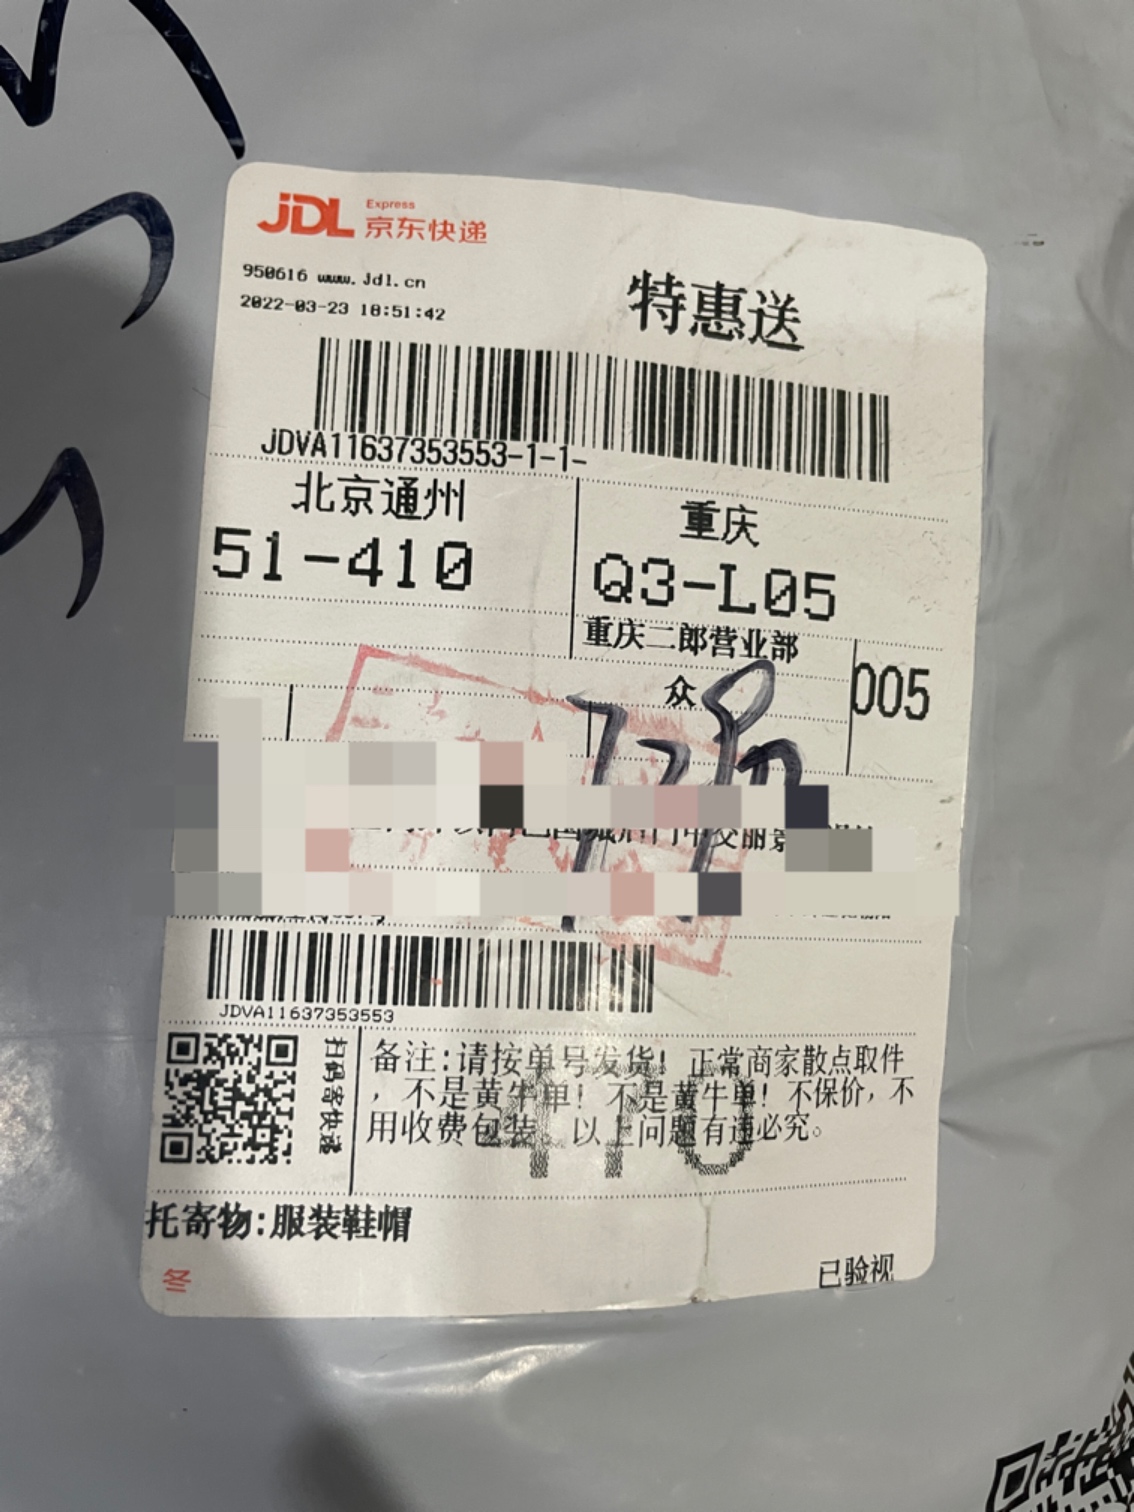 JDL Express
京东快递
950616 www.Jdl.cn
2022-03-23 18:51:42
特惠送
JDVA11637353553-1-1-
北京通州
51-410
重庆
Q3-L05
重庆二郎营业部
众
005
JDVA11637353553
扫码寄快递
备注:请按单号发货! 正常商家散点取件
, 不是黄牛单! 不是黄牛单! 不保价, 不
用收费包装。 以上问题有违必究。
410
托寄物:服装鞋帽
冬
已验视